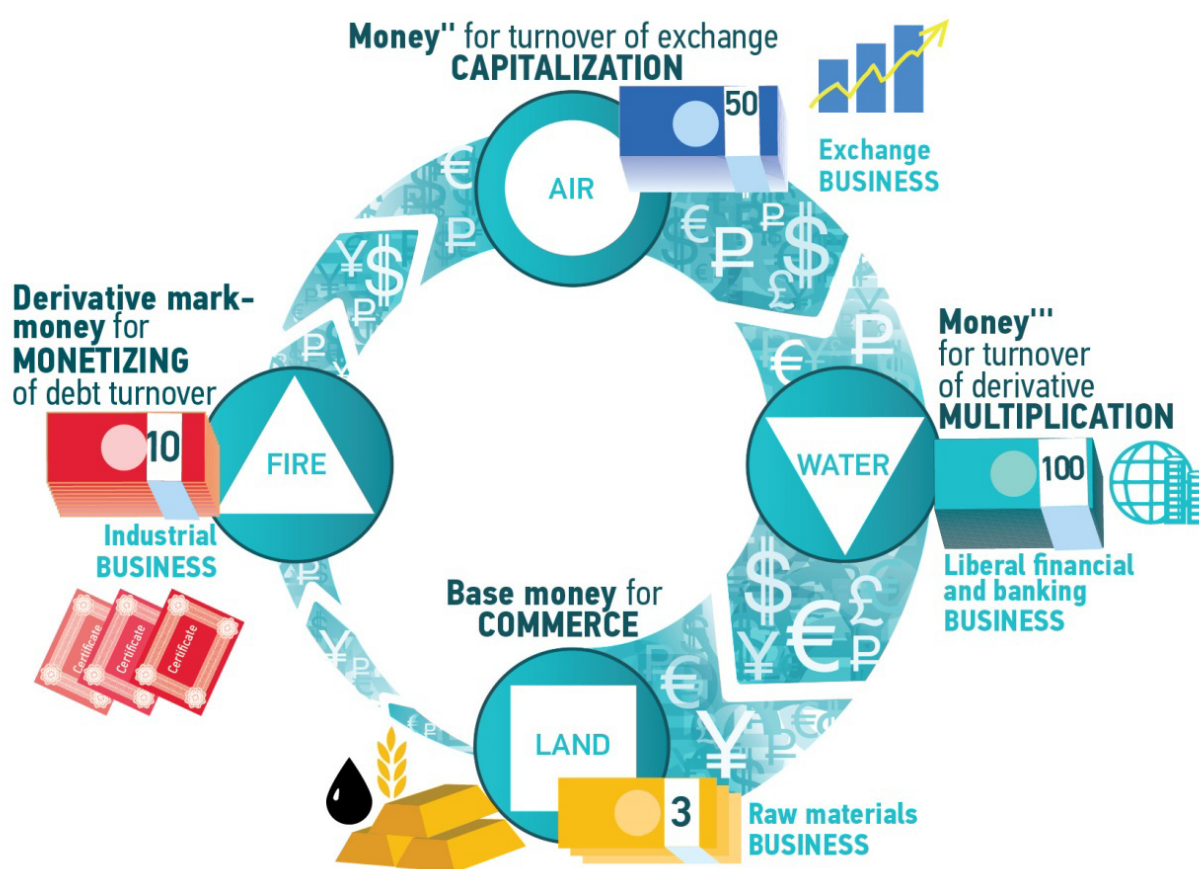 Money'' for turnover of exchange
CAPITALIZATION
50
Exchange
BUSINESS
AIR
Derivative mark-
money for
MONETIZING
of debt turnover
10
FIRE
Industrial
BUSINESS
Certificate
Certificate
Certificate
Money'''
for turnover
of derivative
MULTIPLICATION
WATER
100
Liberal financial
and banking
BUSINESS
Base money for
COMMERCE
LAND
3
Raw materials
BUSINESS